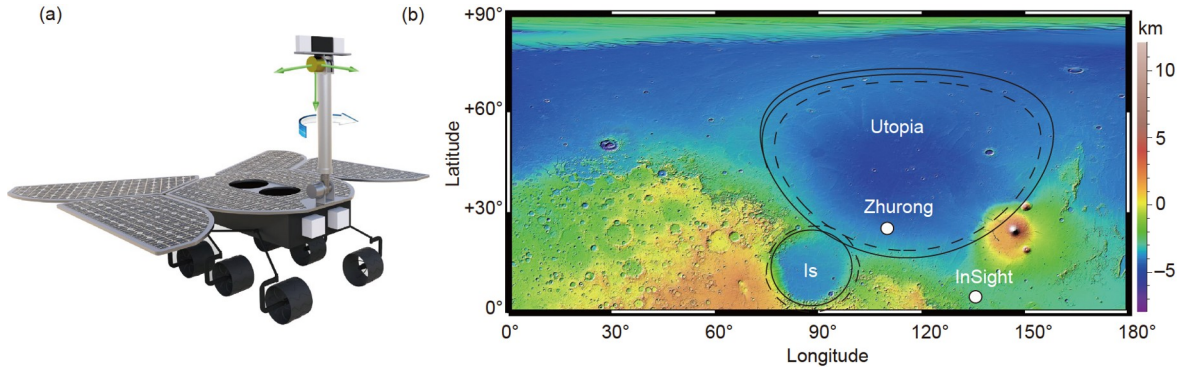 (a)
(b)
+90°
+60°
+30°
0°
Latitude
Utopia
Zhurong
Is
InSight
0°
30°
60°
90°
120°
150°
180°
Longitude
km
10
5
0
–5